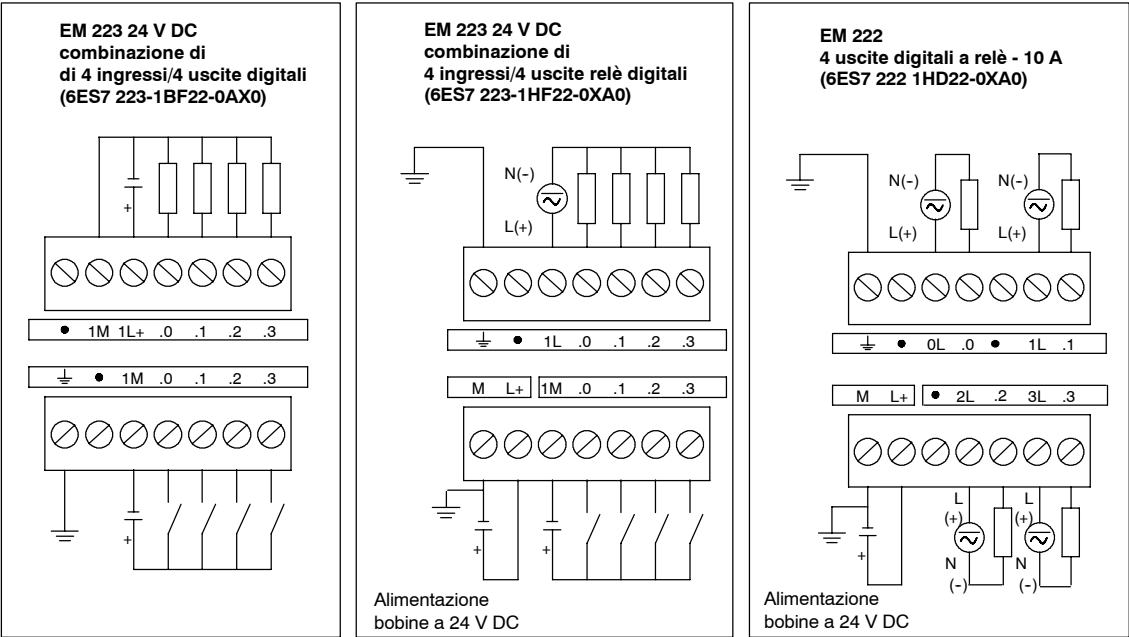 EM 223 24 V DC
combinazione di
di 4 ingressi/4 uscite digitali
(6ES7 223-1BF22-0AX0)
+
● 1M 1L+ .0 .1 .2 .3
● 1M .0 .1 .2 .3
+
EM 223 24 V DC
combinazione di
4 ingressi/4 uscite relè digitali
(6ES7 223-1HF22-0XA0)
N(-)
L(+)
● 1L .0 .1 .2 .3
M L+ 1M .0 .1 .2 .3
+ +
Alimentazione
bobine a 24 V DC
EM 222
4 uscite digitali a relè - 10 A
(6ES7 222 1HD22-0XA0)
N(-) N(-)
L(+) L(+)
● 0L .0 ● 1L .1
M L+ ● 2L .2 3L .3
L L
(+) (+)
+
N N
(-) (-)
Alimentazione
bobine a 24 V DC